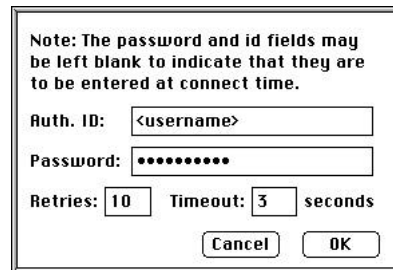 Note: The password and id fields may
be left blank to indicate that they are
to be entered at connect time.
Auth. ID: <username>
Password: ••••••••••
Retries: 10 Timeout: 3 seconds
Cancel OK